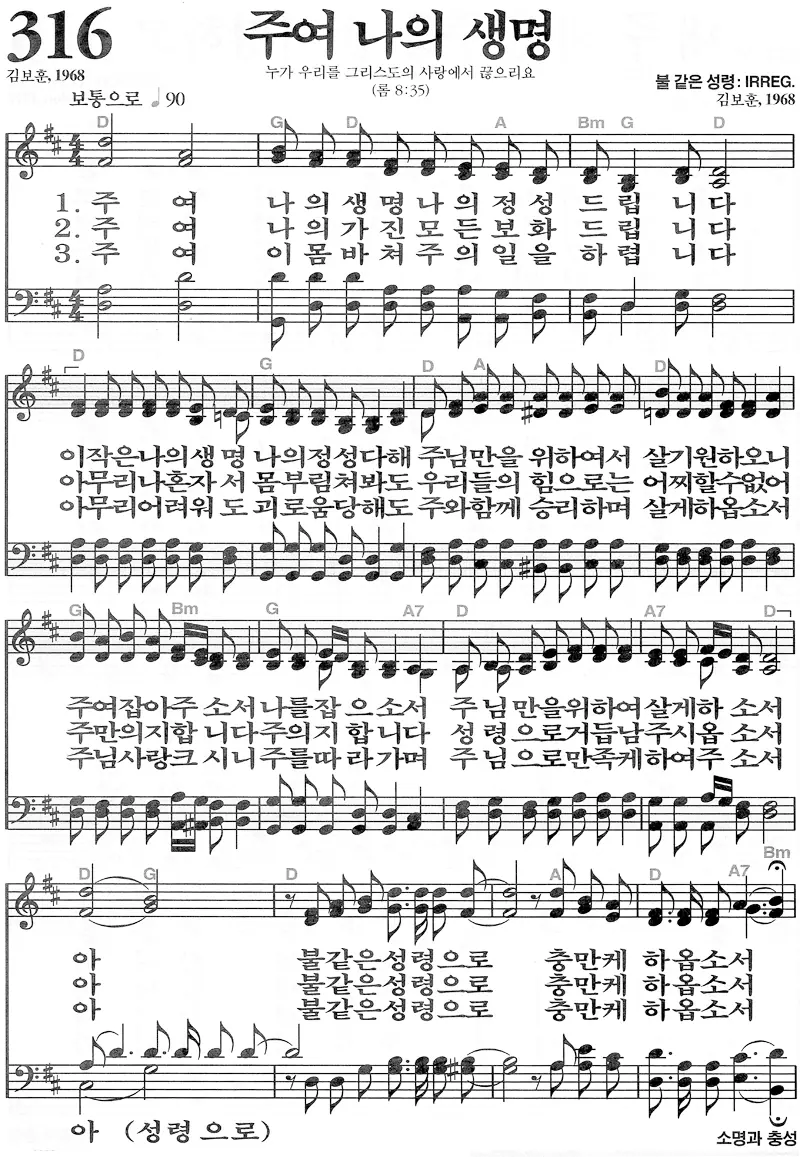 316
주여 나의 생명
김보훈, 1968
누가 우리를 그리스도의 사랑에서 끊으리요
(롬 8:35)
불 같은 성령: IRREG.
김보훈, 1968
보통으로 ♩90
D G D A Bm G D
1. 주 여 나의생명나의정성 드립 니다
2. 주 여 나의가진모든보화 드립 니다
3. 주 여 이몸바쳐주의일을 하렵 니다
D G D A D
이작은나의생명 나의정성다해 주님만을 위하여서 살기원하오니
아무리나혼자서 몸부림쳐봐도 우리들의 힘으로는 어찌할수없어
아무리어려워도 괴로움당해도 주와함께 승리하며 살게하옵소서
G Bm G A7 D A7 D
주여잡아주 소서 나를잡 으소서 주님만을위하여살게하 소서
주만의지합 니다 주의지 합니다 성령으로거듭남주시옵 소서
주님사랑크 시니 주를따 라가며 주님으로만족케하여주 소서
D G D A D A7 Bm
아 불같은성령으로 충만케 하옵소서
아 불같은성령으로 충만케 하옵소서
아 불같은성령으로 충만케 하옵소서
아 (성령으로)
소명과 충성